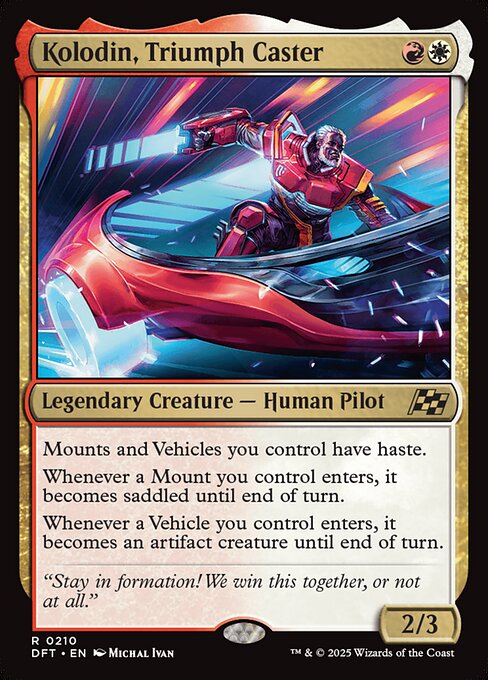 Kolodin, Triumph Caster
Legendary Creature — Human Pilot
Mounts and Vehicles you control have haste.
Whenever a Mount you control enters, it
becomes saddled until end of turn.
Whenever a Vehicle you control enters, it
becomes an artifact creature until end of turn.
“Stay in formation! We win this together, or not
at all.”
2/3
R 0210
DFT • EN Michal Ivan
™ & © 2025 Wizards of the Coast